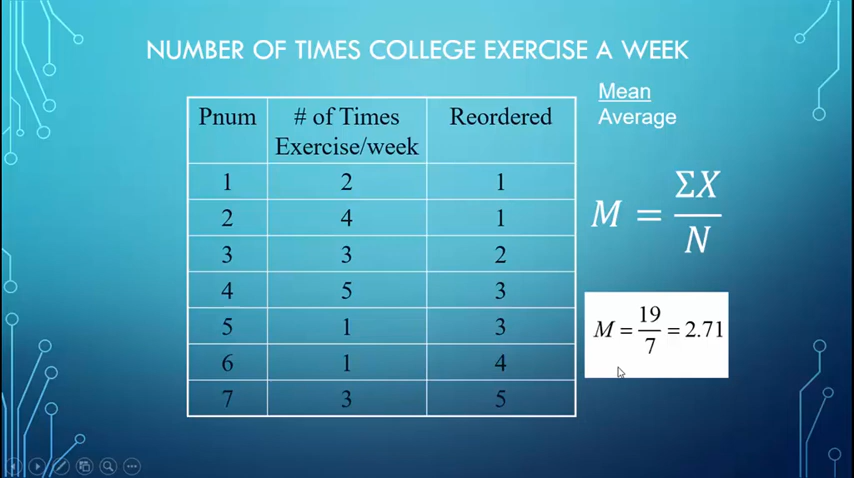 NUMBER OF TIMES COLLEGE EXERCISE A WEEK
Mean
Average
Pnum # of Times Exercise/week Reordered
1 2 1
2 4 1
3 3 2
4 5 3
5 1 3
6 1 4
7 3 5
M = ΣX / N
M = 19 / 7 = 2.71